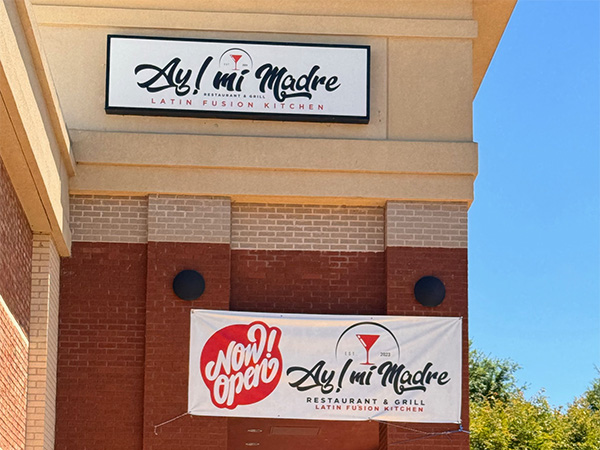 Ay! mi Madre
RESTAURANT & GRILL
LATIN FUSION KITCHEN
Now!
Open
EST 2023
Ay! mi Madre
RESTAURANT & GRILL
LATIN FUSION KITCHEN